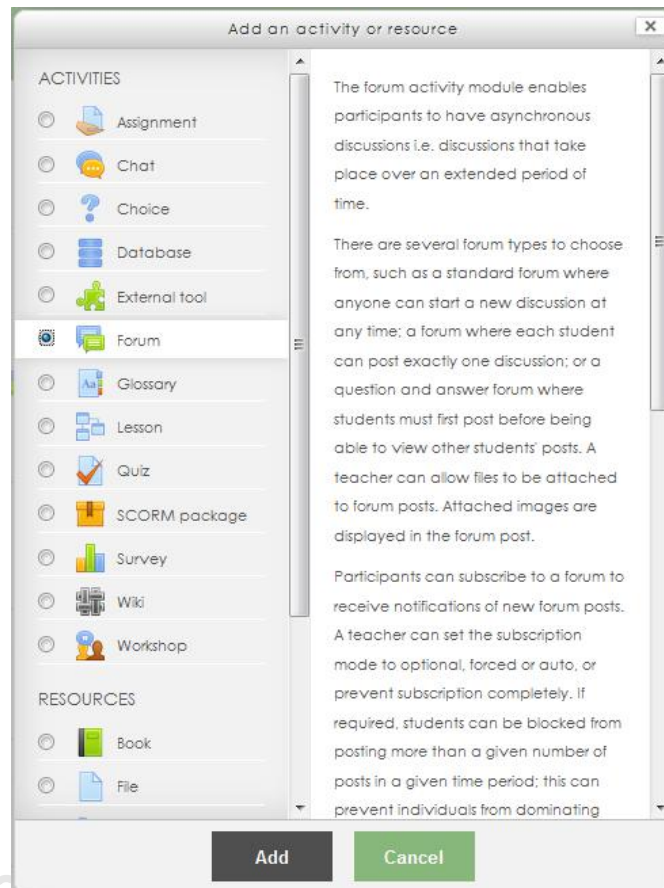 Add an activity or resource
ACTIVITIES
Assignment
Chat
Choice
Database
External tool
Forum
Glossary
Lesson
Quiz
SCORM package
Survey
Wiki
Workshop
RESOURCES
Book
File
The forum activity module enables
participants to have asynchronous
discussions i.e. discussions that take
place over an extended period of
time.
There are several forum types to choose
from, such as a standard forum where
anyone can start a new discussion at
any time; a forum where each student
can post exactly one discussion; or a
question and answer forum where
students must first post before being
able to view other students' posts. A
teacher can allow files to be attached
to forum posts. Attached images are
displayed in the forum post.
Participants can subscribe to a forum to
receive notifications of new forum posts.
A teacher can set the subscription
mode to optional, forced or auto, or
prevent subscription completely. If
required, students can be blocked from
posting more than a given number of
posts in a given time period; this can
prevent individuals from dominating
Add
Cancel